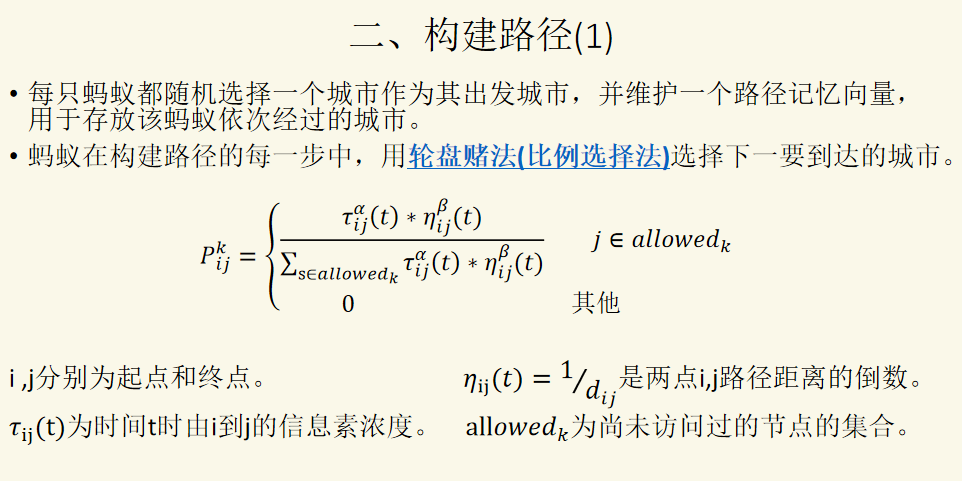 二、构建路径(1)
• 每只蚂蚁都随机选择一个城市作为其出发城市，并维护一个路径记忆向量，
用于存放该蚂蚁依次经过的城市。
• 蚂蚁在构建路径的每一步中，用轮盘赌法(比例选择法)选择下一要到达的城市。
$P_{ij}^{k} = \begin{cases} \frac{\tau_{ij}^{\alpha}(t) * \eta_{ij}^{\beta}(t)}{\sum_{s \in allowed_k} \tau_{ij}^{\alpha}(t) * \eta_{ij}^{\beta}(t)} & j \in allowed_k \\ 0 & 其他 \end{cases}$
i ,j分别为起点和终点。 $\eta_{ij}(t) = 1/d_{ij}$是两点i,j路径距离的倒数。
$\tau_{ij}$(t)为时间t时由i到j的信息素浓度。 $allowed_k$为尚未访问过的节点的集合。